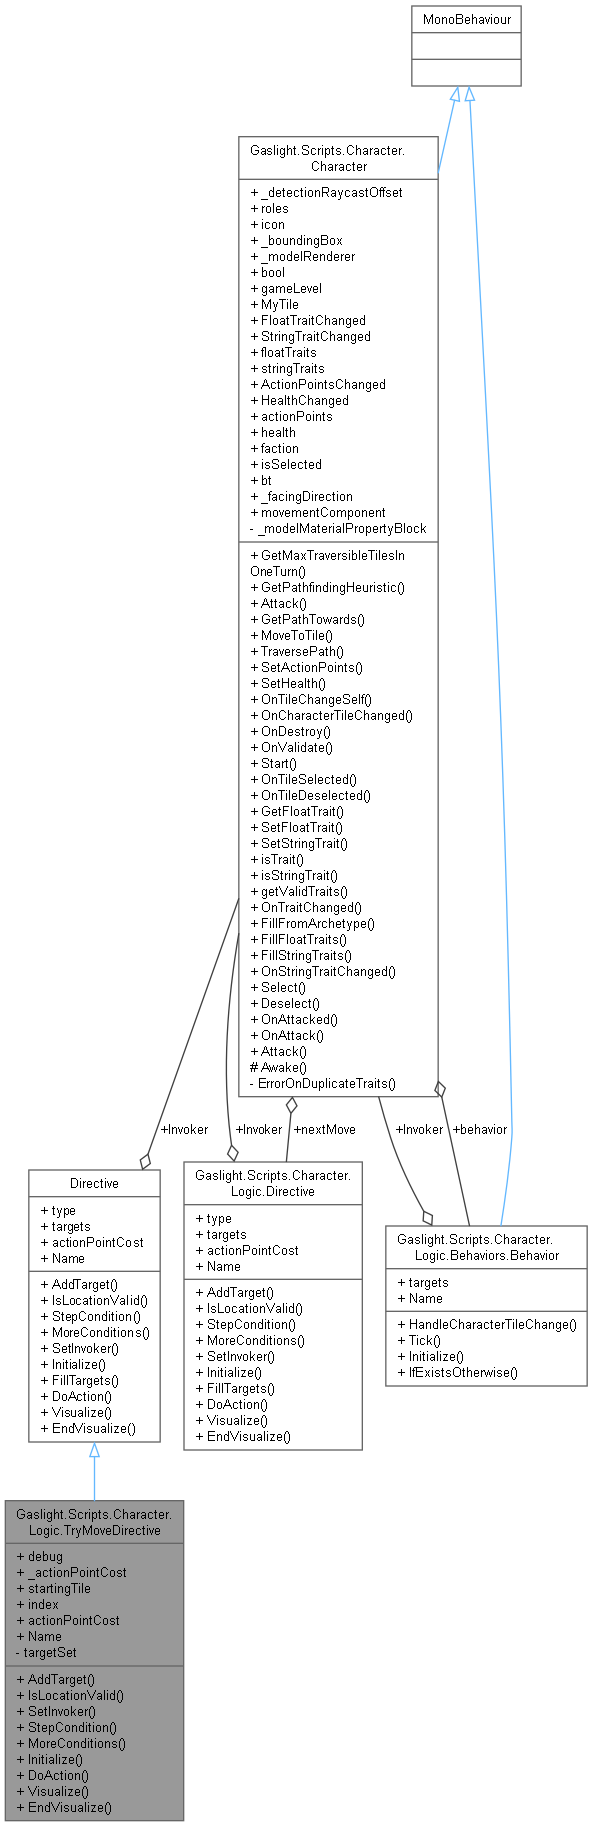 MonoBehaviour
Gaslight.Scripts.Character.
Character
+ _detectionRaycastOffset
+ roles
+ icon
+ _boundingBox
+ _modelRenderer
+ bool
+ gameLevel
+ MyTile
+ FloatTraitChanged
+ StringTraitChanged
+ floatTraits
+ stringTraits
+ ActionPointsChanged
+ HealthChanged
+ actionPoints
+ health
+ faction
+ isSelected
+ bt
+ _facingDirection
+ movementComponent
- _modelMaterialPropertyBlock
+ GetMaxTraversibleTilesIn
OneTurn()
+ GetPathfindingHeuristic()
+ Attack()
+ GetPathTowards()
+ MoveToTile()
+ TraversePath()
+ SetActionPoints()
+ SetHealth()
+ OnTileChangeSelf()
+ OnCharacterTileChanged()
+ OnDestroy()
+ OnValidate()
+ Start()
+ OnTileSelected()
+ OnTileDeselected()
+ GetFloatTrait()
+ SetFloatTrait()
+ SetStringTrait()
+ isTrait()
+ isStringTrait()
+ getValidTraits()
+ OnTraitChanged()
+ FillFromArchetype()
+ FillFloatTraits()
+ FillStringTraits()
+ OnStringTraitChanged()
+ Select()
+ Deselect()
+ OnAttacked()
+ OnAttack()
+ Attack()
# Awake()
- ErrorOnDuplicateTraits()
+Invoker
+Invoker
+nextMove
+Invoker
+behavior
Directive
+ type
+ targets
+ actionPointCost
+ Name
+ AddTarget()
+ IsLocationValid()
+ StepCondition()
+ MoreConditions()
+ SetInvoker()
+ Initialize()
+ FillTargets()
+ DoAction()
+ Visualize()
+ EndVisualize()
Gaslight.Scripts.Character.
Logic.Directive
+ type
+ targets
+ actionPointCost
+ Name
+ AddTarget()
+ IsLocationValid()
+ StepCondition()
+ MoreConditions()
+ SetInvoker()
+ Initialize()
+ FillTargets()
+ DoAction()
+ Visualize()
+ EndVisualize()
Gaslight.Scripts.Character.
Logic.Behaviors.Behavior
+ targets
+ Name
+ HandleCharacterTileChange()
+ Tick()
+ Initialize()
+ IfExistsOtherwise()
Gaslight.Scripts.Character.
Logic.TryMoveDirective
+ debug
+ _actionPointCost
+ startingTile
+ index
+ actionPointCost
+ Name
- targetSet
+ AddTarget()
+ IsLocationValid()
+ SetInvoker()
+ StepCondition()
+ MoreConditions()
+ Initialize()
+ DoAction()
+ Visualize()
+ EndVisualize()